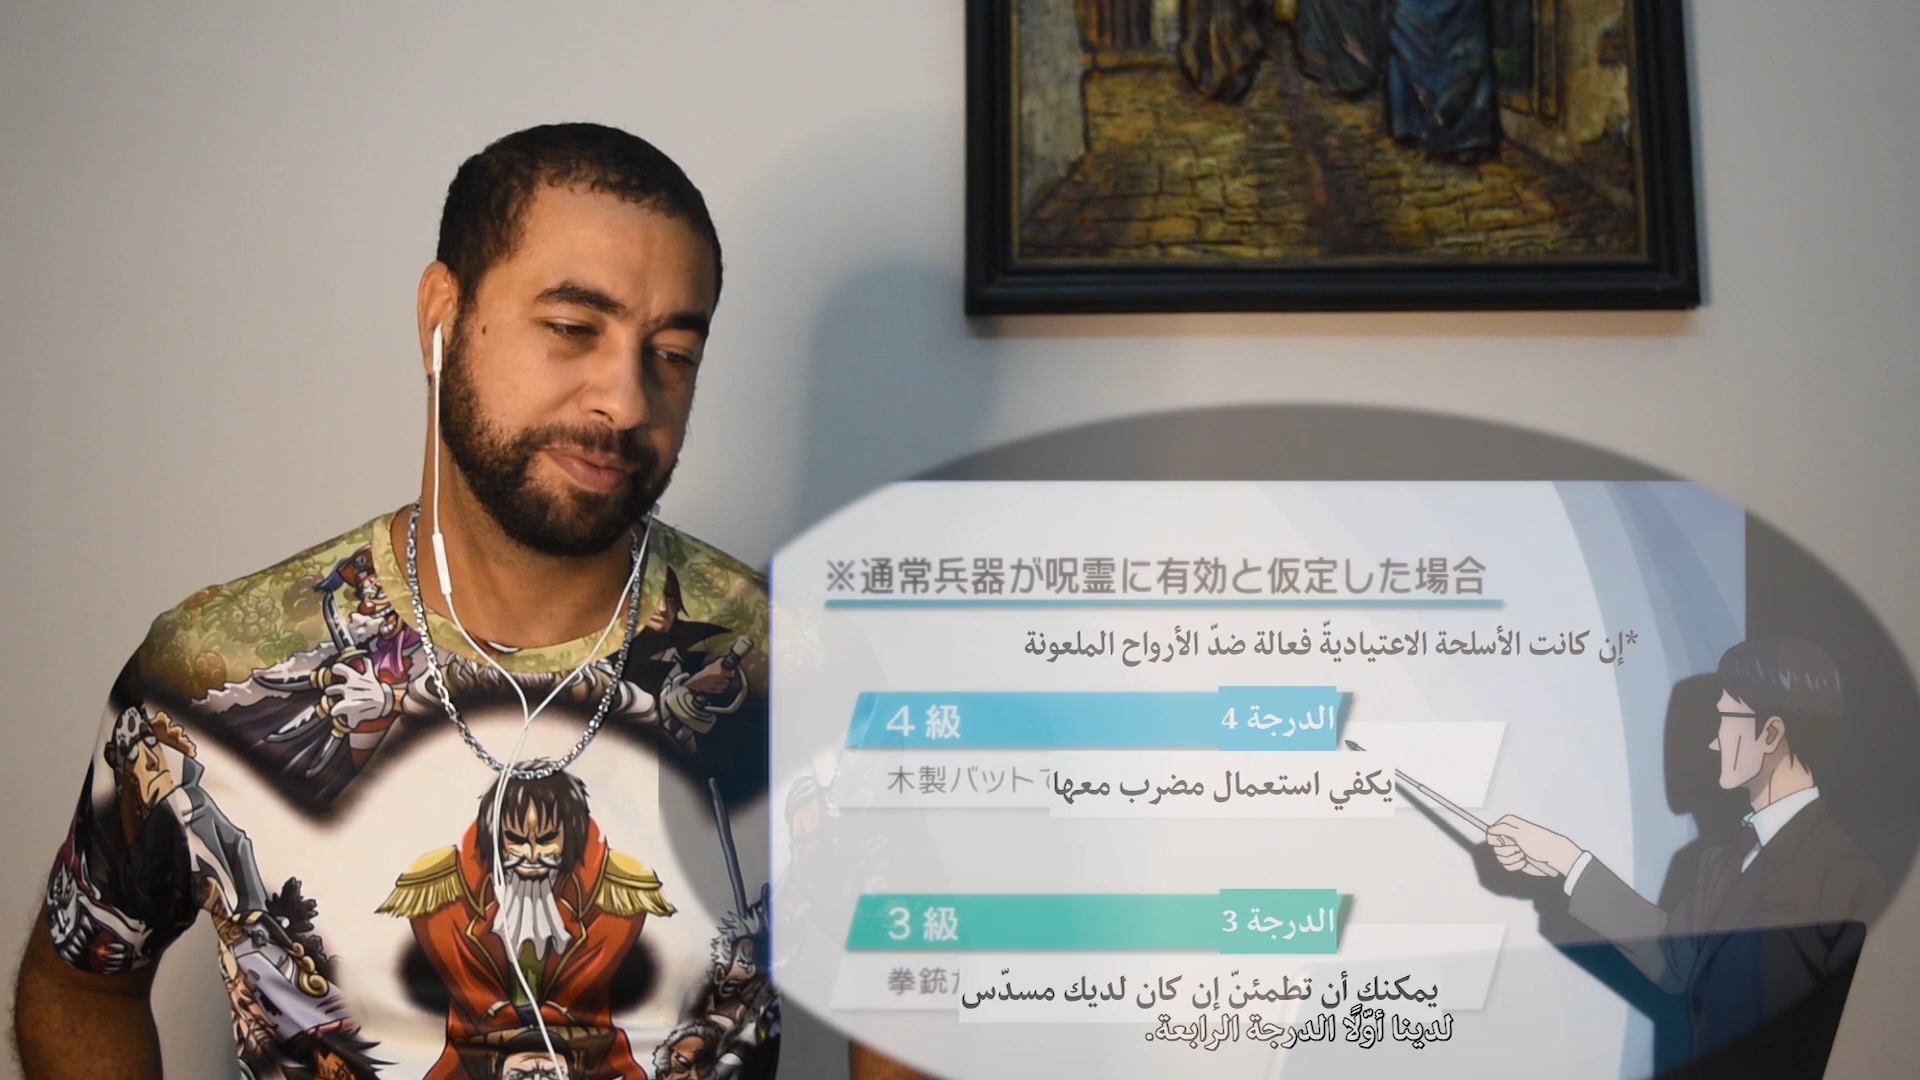 ※通常兵器が呪霊に有効と仮定した場合
*إن كانت الأسلحة الاعتياديةّ فعالة ضدّ الأرواح الملعونة
4級
الدرجة 4
木製バットで
يكفي استعمال مضرب معها
3級
الدرجة 3
拳銃
يمكنك أن تطمئنّ إن كان لديك مسدّس
لدينا أوّلًا الدرجة الرابعة.